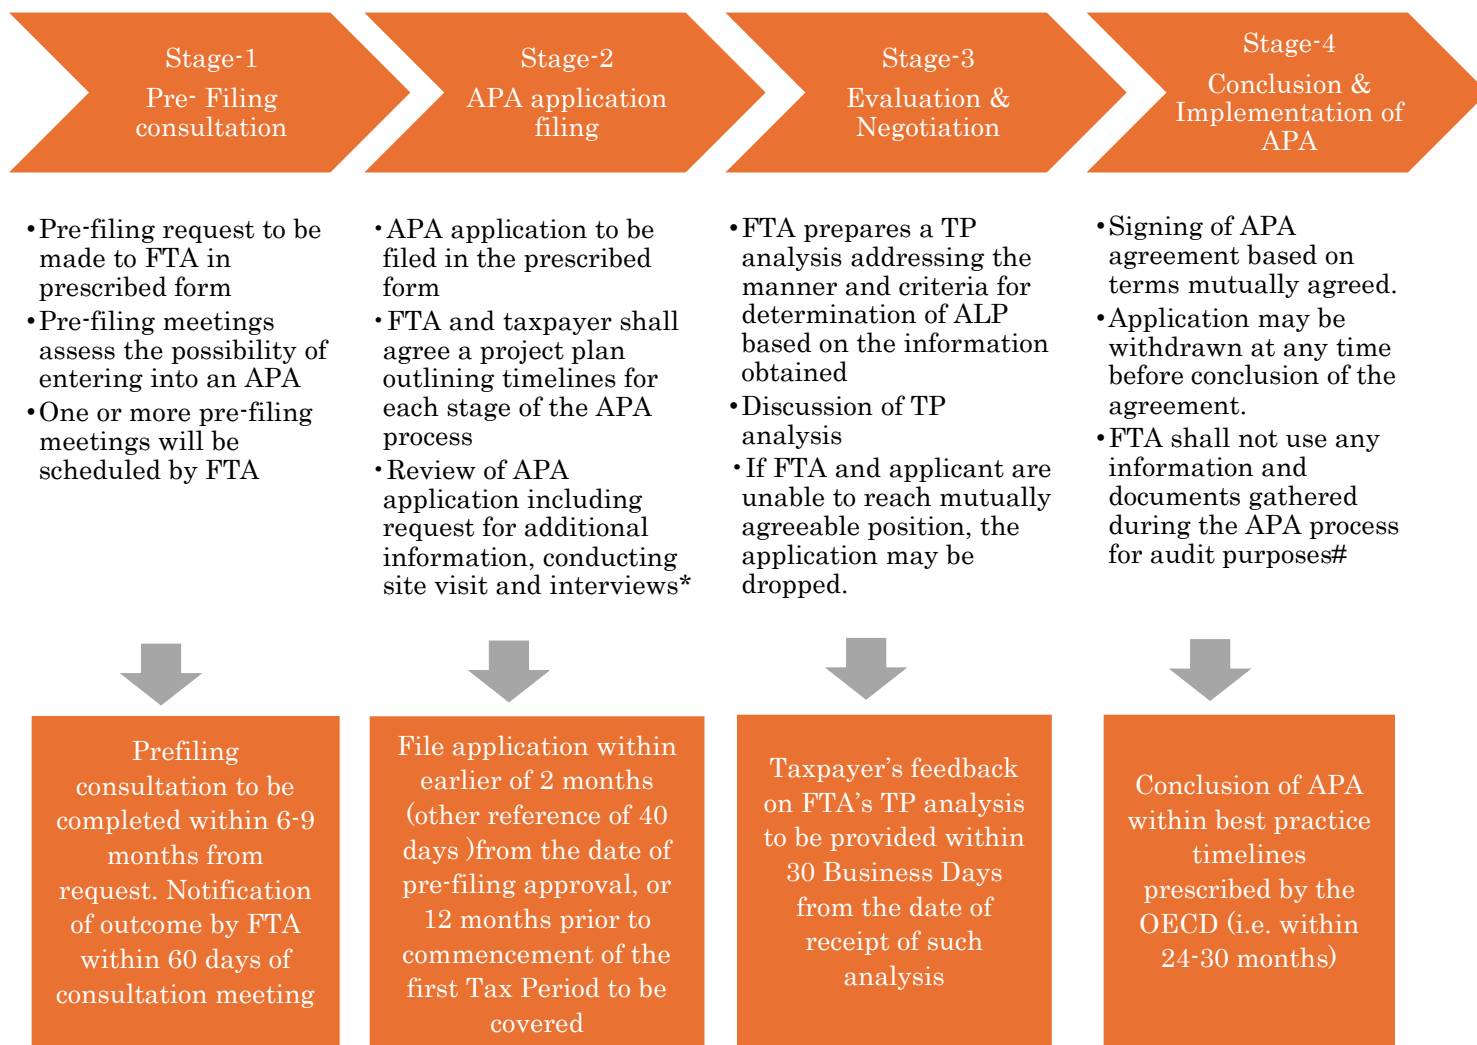 Stage-1
Pre- Filing
consultation
Stage-2
APA application
filing
Stage-3
Evaluation &
Negotiation
Stage-4
Conclusion &
Implementation of
APA
•Pre-filing request to be
made to FTA in
prescribed form
•Pre-filing meetings
assess the possibility of
entering into an APA
•One or more pre-filing
meetings will be
scheduled by FTA
•APA application to be
filed in the prescribed
form
•FTA and taxpayer shall
agree a project plan
outlining timelines for
each stage of the APA
process
•Review of APA
application including
request for additional
information, conducting
site visit and interviews*
•FTA prepares a TP
analysis addressing the
manner and criteria for
determination of ALP
based on the information
obtained
•Discussion of TP
analysis
•If FTA and applicant are
unable to reach mutually
agreeable position, the
application may be
dropped.
•Signing of APA
agreement based on
terms mutually agreed.
•Application may be
withdrawn at any time
before conclusion of the
agreement.
•FTA shall not use any
information and
documents gathered
during the APA process
for audit purposes#
Prefiling
consultation to be
completed within 6-9
months from
request. Notification
of outcome by FTA
within 60 days of
consultation meeting
File application within
earlier of 2 months
(other reference of 40
days )from the date of
pre-filing approval, or
12 months prior to
commencement of the
first Tax Period to be
covered
Taxpayer’s feedback
on FTA’s TP analysis
to be provided within
30 Business Days
from the date of
receipt of such
analysis
Conclusion of APA
within best practice
timelines
prescribed by the
OECD (i.e. within
24-30 months)